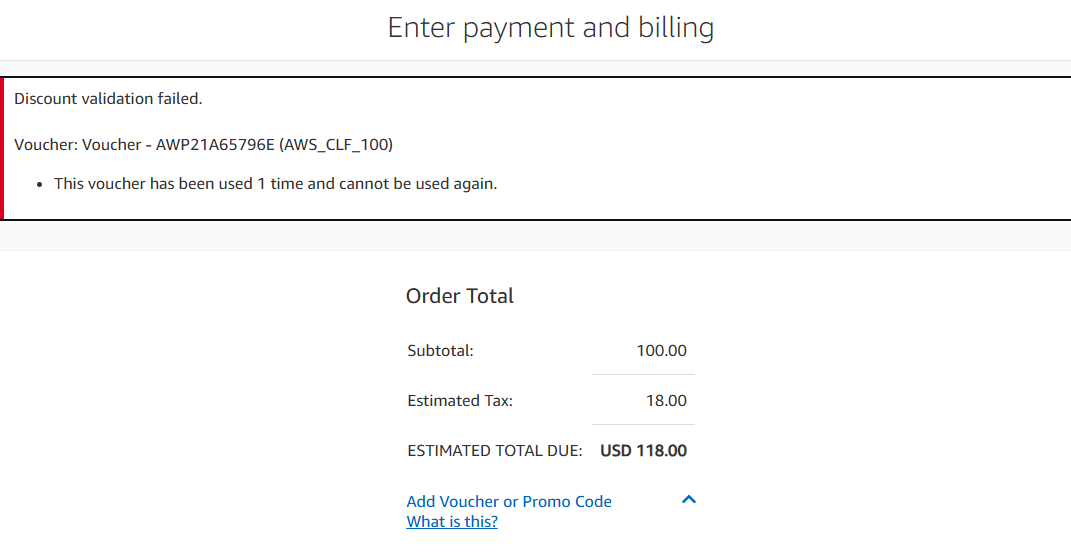 Enter payment and billing
Discount validation failed.
Voucher: Voucher - AWP21A65796E (AWS_CLF_100)
• This voucher has been used 1 time and cannot be used again.
Order Total
Subtotal: 100.00
Estimated Tax: 18.00
ESTIMATED TOTAL DUE: USD 118.00
Add Voucher or Promo Code
What is this?